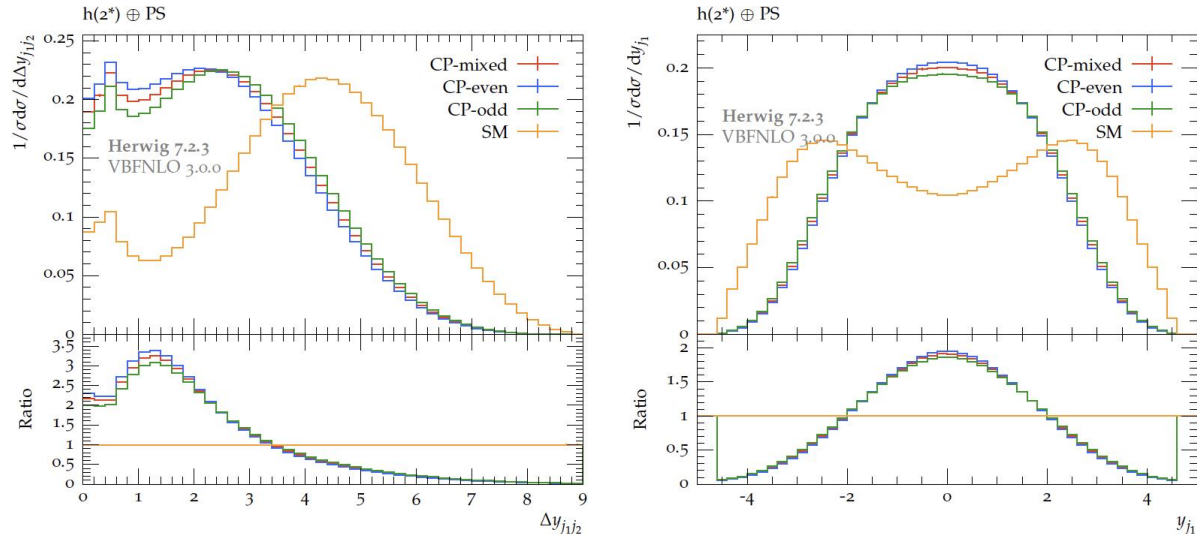 h(2*) ⊕ PS
1/σdσ/dΔy_{j₁j₂}
0.25
0.2
0.15
0.1
0.05
0
CP-mixed
CP-even
CP-odd
SM
Herwig 7.2.3
VBFNLO 3.0.0
Ratio
3.5
3
2.5
2
1.5
1
0.5
0
0 1 2 3 4 5 6 7 8 9
Δy_{j₁j₂}
h(2*) ⊕ PS
1/σdσ/dy_{j₁}
0.2
0.15
0.1
0.05
0
CP-mixed
CP-even
CP-odd
SM
Herwig 7.2.3
VBFNLO 3.0.0
Ratio
2
1.5
1
0.5
0
-4 -2 0 2 4
y_{j₁}